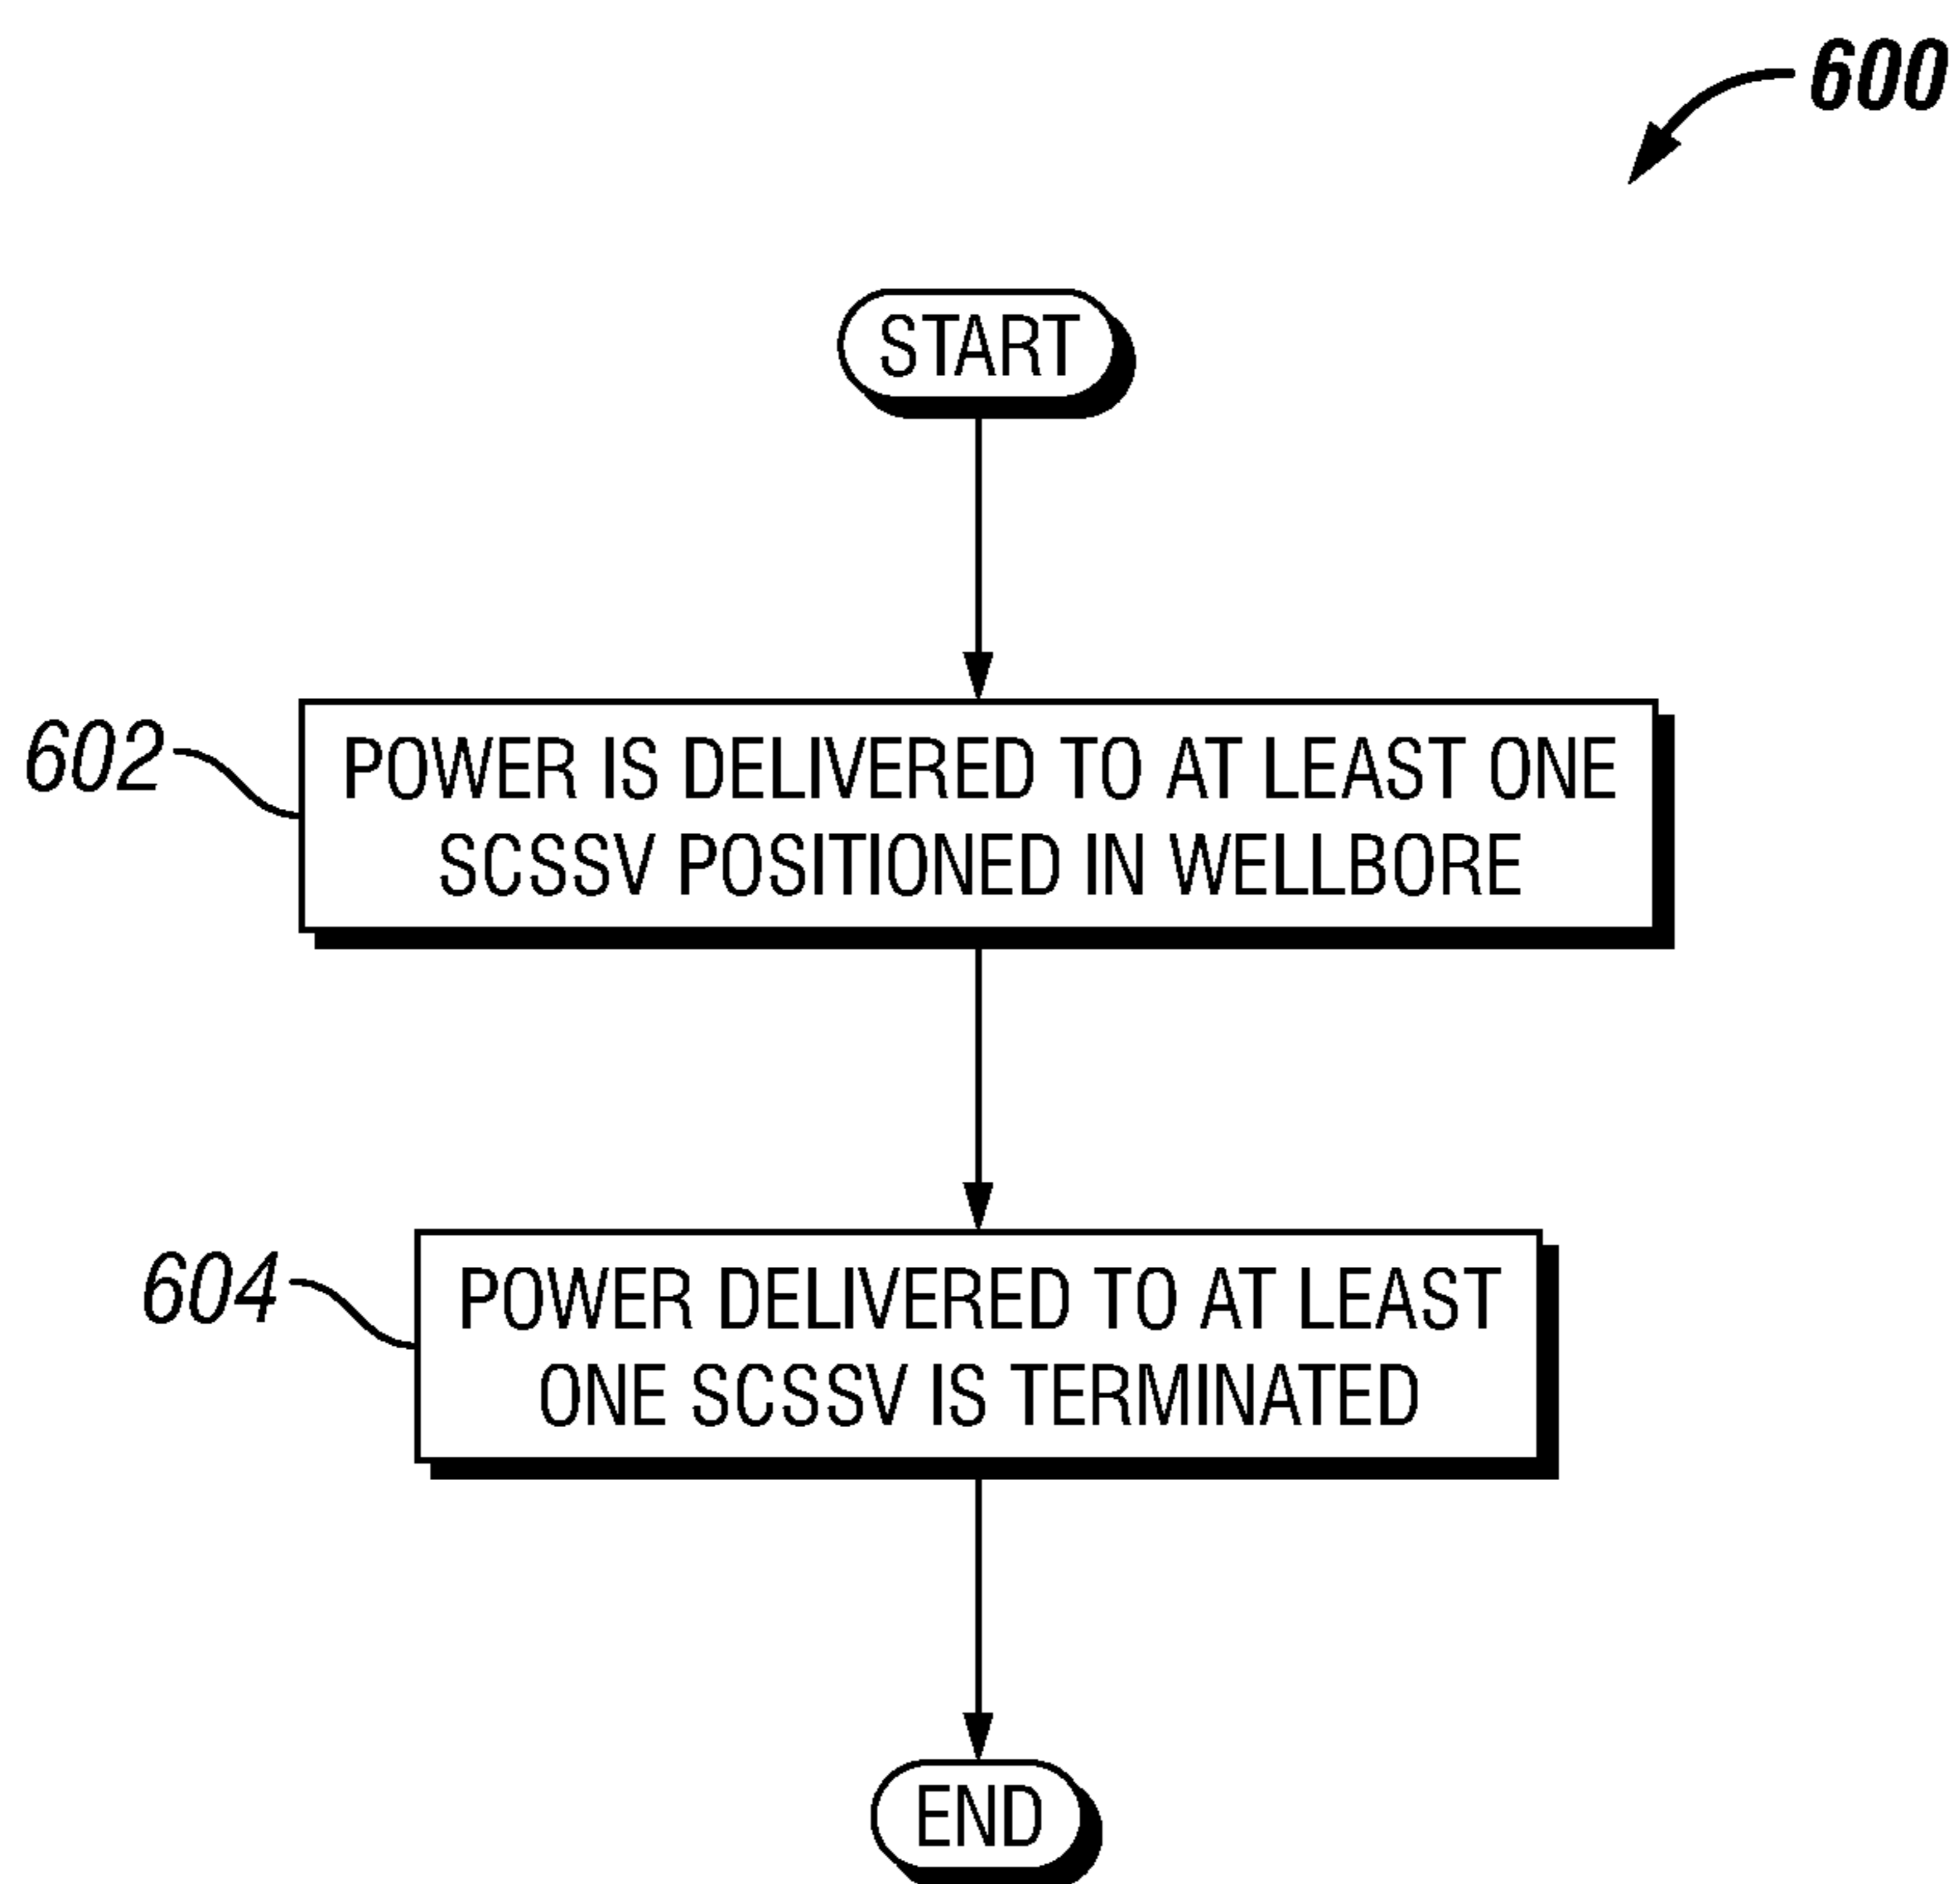 600
START
602
POWER IS DELIVERED TO AT LEAST ONE
SCSSV POSITIONED IN WELLBORE
604
POWER DELIVERED TO AT LEAST
ONE SCSSV IS TERMINATED
END